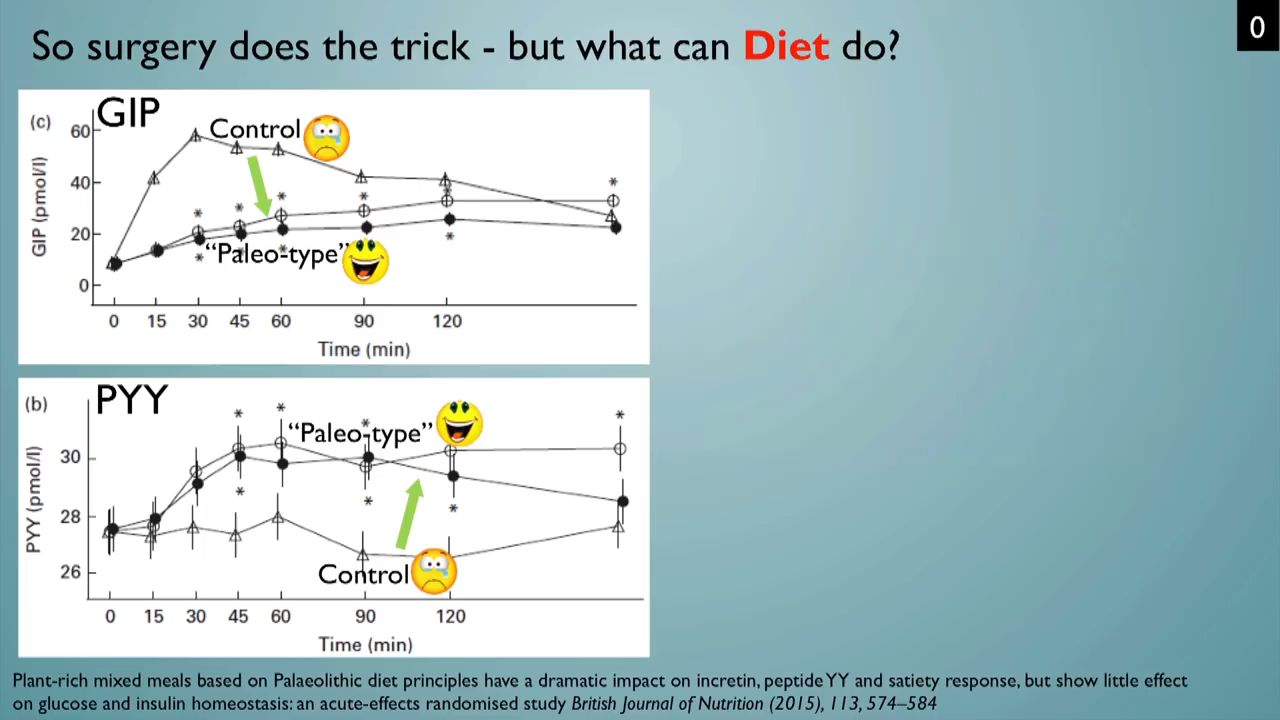 So surgery does the trick - but what can Diet do?
0
(c)
GIP
GIP (pmol/l)
60
40
20
0
Control
“Paleo-type”
* * * * *
* * * *
0 15 30 45 60 90 120
Time (min)
(b)
PYY
PYY (pmol/l)
30
28
26
“Paleo-type”
Control
* * * *
* * *
0 15 30 45 60 90 120
Time (min)
Plant-rich mixed meals based on Palaeolithic diet principles have a dramatic impact on incretin, peptide YY and satiety response, but show little effect
on glucose and insulin homeostasis: an acute-effects randomised study British Journal of Nutrition (2015), 113, 574–584